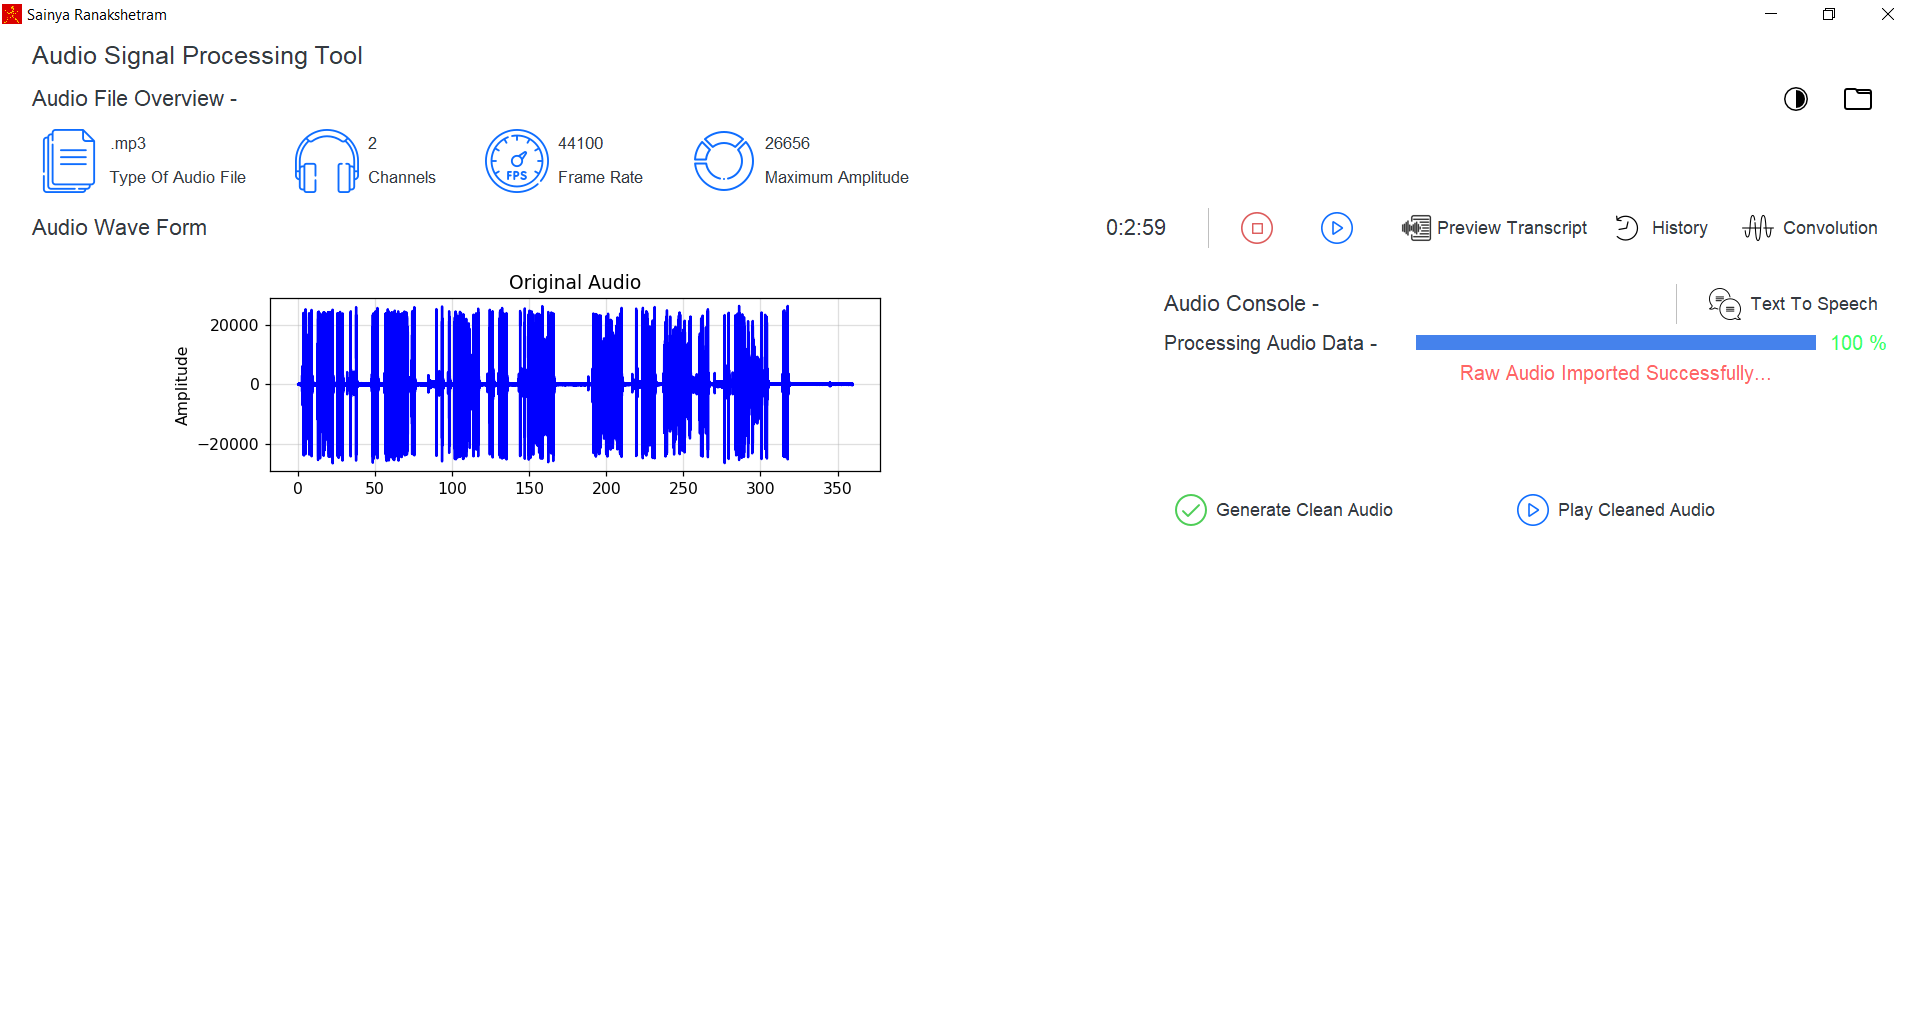 Sainya Ranakshetram
Audio Signal Processing Tool
Audio File Overview -
.mp3
Type Of Audio File
2
Channels
FPS
44100
Frame Rate
26656
Maximum Amplitude
Audio Wave Form
0:2:59
Preview Transcript
History
Convolution
Original Audio
Amplitude
20000
0
−20000
0 50 100 150 200 250 300 350
Audio Console -
Text To Speech
Processing Audio Data -
100 %
Raw Audio Imported Successfully...
Generate Clean Audio
Play Cleaned Audio